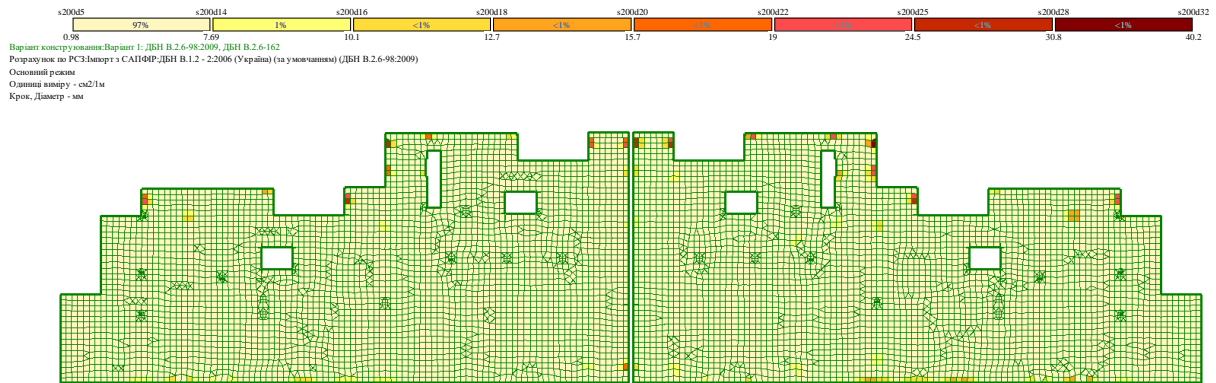 s200d5 s200d14 s200d16 s200d18 s200d20 s200d22 s200d25 s200d28 s200d32
97% 1% <1% <1% <1% <1% <1% <1%
0.98 7.69 10.1 12.7 15.7 19 24.5 30.8 40.2
Варіант конструювання:Варіант 1: ДБН В.2.6-98:2009, ДБН В.2.6-162
Розрахунок по РСЗ:Імпорт з САПФІР:ДБН В.1.2 - 2:2006 (Україна) (за умовчанням) (ДБН В.2.6-98:2009)
Основний режим
Одиниці виміру - см2/1м
Крок, Діаметр - мм